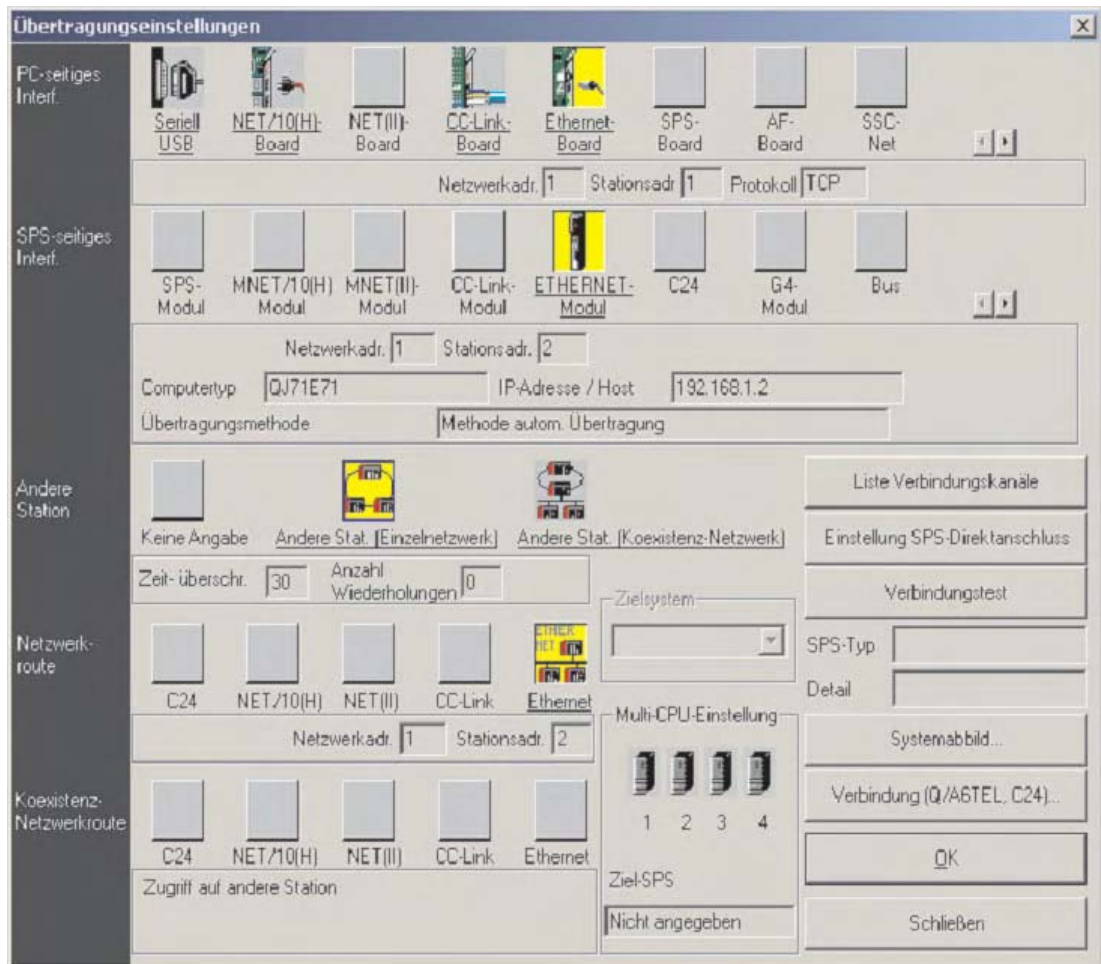 Übertragungseinstellungen
PC-seitiges
Interf.
Seriell
USB
NET/10(H)-
Board
NET(II)-
Board
CC-Link-
Board
Ethernet-
Board
SPS-
Board
AF-
Board
SSC-
Net
Netzwerkadr. 1 Stationsadr 1 Protokoll TCP
SPS-seitiges
Interf.
SPS-
Modul
MNET/10(H)
Modul
MNET(II)-
Modul
CC-Link-
Modul
ETHERNET-
Modul
C24
G4-
Modul
Bus
Netzwerkadr. 1 Stationsadr. 2
Computertyp QJ71E71 IP-Adresse / Host 192.168.1.2
Übertragungsmethode Methode autom. Übertragung
Andere
Station
Keine Angabe
Andere Stat. [Einzelnetzwerk]
Andere Stat. [Koexistenz-Netzwerk]
Zeit- überschr. 30
Anzahl
Wiederholungen 0
Liste Verbindungskanäle
Einstellung SPS-Direktanschluss
Verbindungstest
Zielsystem
SPS-Typ
Detail
Netzwerk-
route
ETHER
NET
C24 NET/10(H) NET(II) CC-Link Ethernet
Netzwerkadr. 1 Stationsadr. 2
Multi-CPU-Einstellung
1 2 3 4
Ziel-SPS
Nicht angegeben
Systemabbild...
Verbindung (Q/A6TEL, C24)...
OK
Schließen
Koexistenz-
Netzwerkroute
C24 NET/10(H) NET(II) CC-Link Ethernet
Zugriff auf andere Station